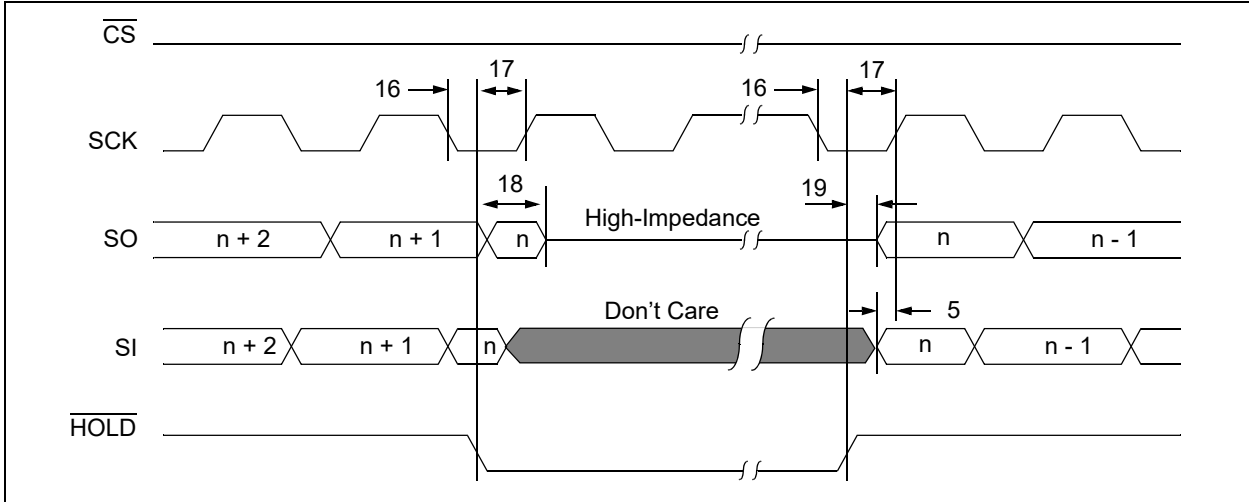 CS
17
17
16
16
SCK
18
19
High-Impedance
SO
n + 2
n + 1
n
n
n - 1
Don't Care
5
SI
n + 2
n + 1
n
n
n - 1
HOLD